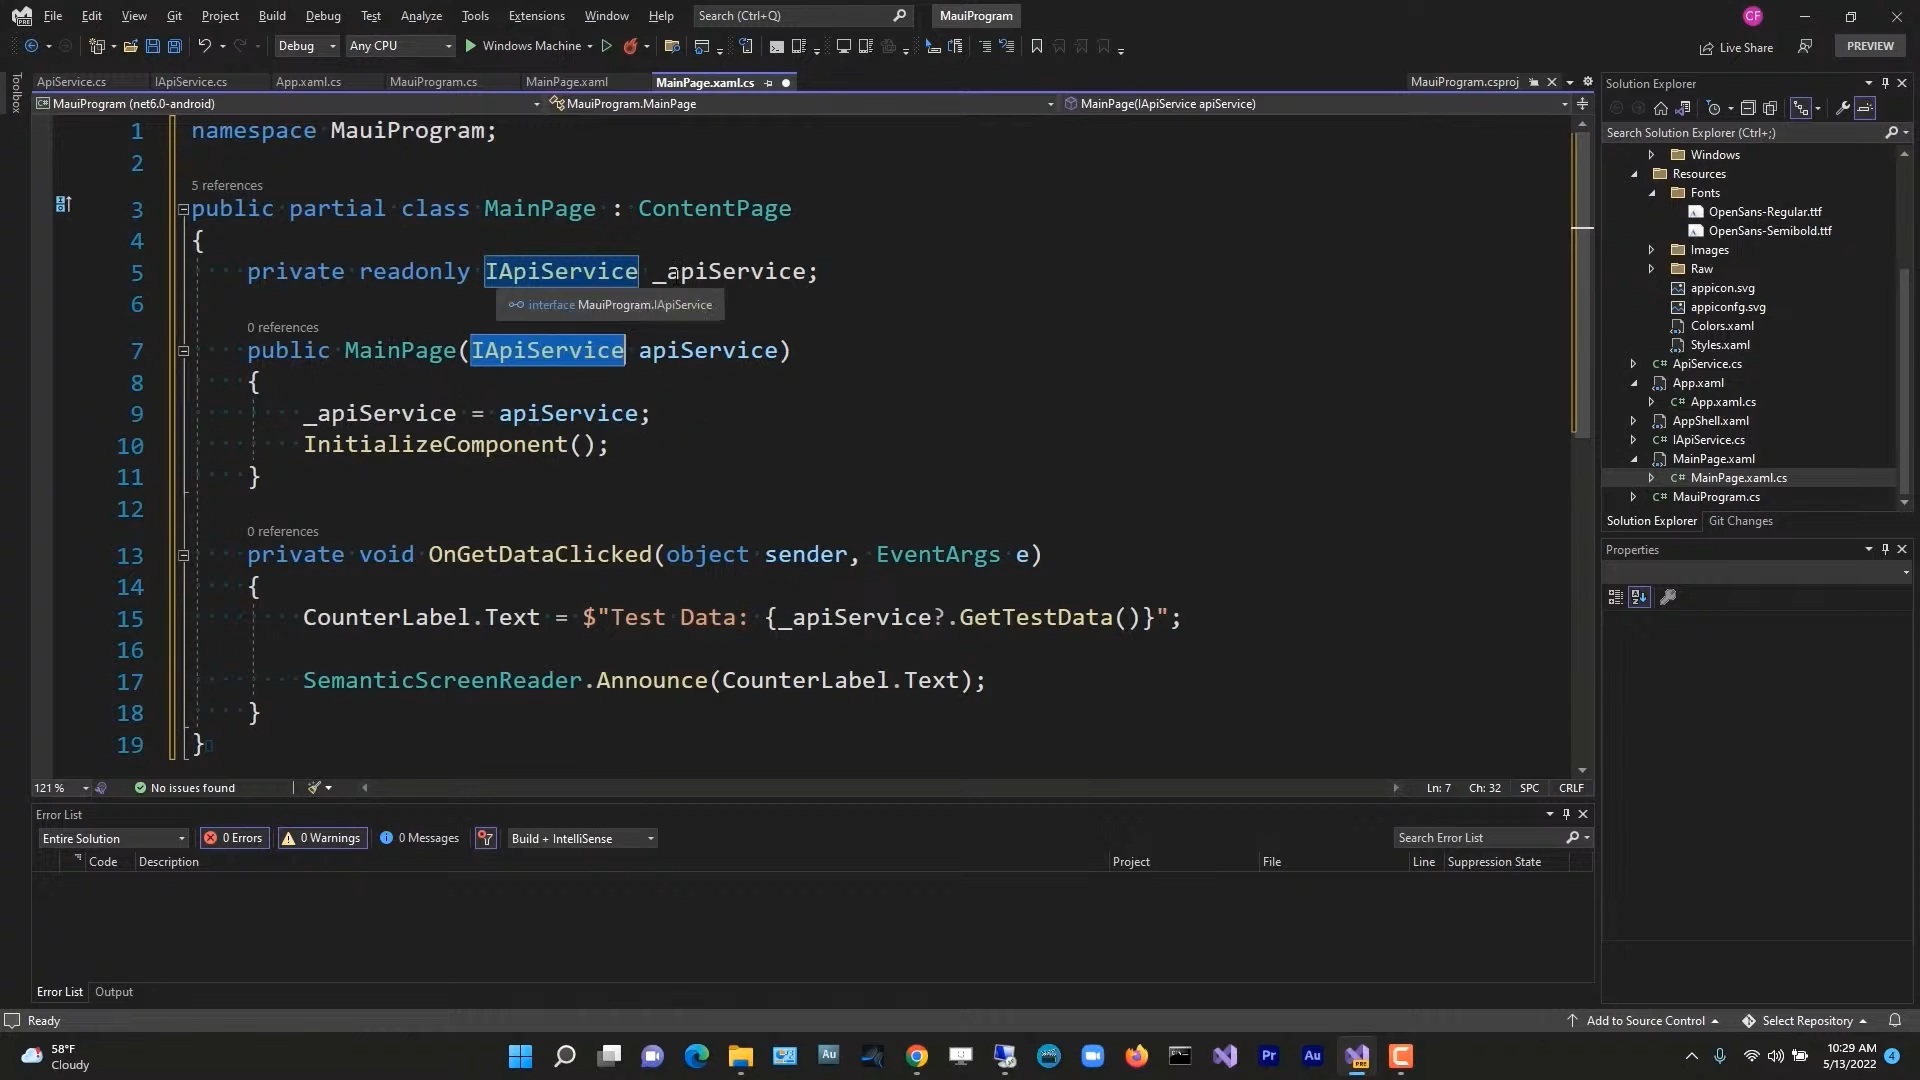 File Edit View Git Project Build Debug Test Analyze Tools Extensions Window Help Search (Ctrl+Q) MauiProgram CF
Debug Any CPU Windows Machine Live Share PREVIEW
Toolbox
ApiService.cs IApiService.cs App.xaml.cs MauiProgram.cs MainPage.xaml MainPage.xaml.cs MauiProgram.csproj
MauiProgram (net6.0-android) MauiProgram.MainPage MainPage(IApiService apiService)
1 namespace MauiProgram;
2
5 references
3 public partial class MainPage : ContentPage
4 {
5 private readonly IApiService _apiService;
6 interface MauiProgram.IApiService
0 references
7 public MainPage(IApiService apiService)
8 {
9 _apiService = apiService;
10 InitializeComponent();
11 }
12
0 references
13 private void OnGetDataClicked(object sender, EventArgs e)
14 {
15 CounterLabel.Text = $"Test Data: {_apiService?.GetTestData()}";
16
17 SemanticScreenReader.Announce(CounterLabel.Text);
18 }
19 }
121 % No issues found Ln: 7 Ch: 32 SPC CRLF
Error List
Entire Solution 0 Errors 0 Warnings 0 Messages Build + IntelliSense Search Error List
Code Description Project File Line Suppression State
Error List Output
Solution Explorer
Search Solution Explorer (Ctrl+;)
Windows
Resources
Fonts
OpenSans-Regular.ttf
OpenSans-Semibold.ttf
Images
Raw
appicon.svg
appiconfg.svg
Colors.xaml
Styles.xaml
C# ApiService.cs
App.xaml
C# App.xaml.cs
AppShell.xaml
C# IApiService.cs
MainPage.xaml
C# MainPage.xaml.cs
C# MauiProgram.cs
Solution Explorer Git Changes
Properties
Ready Add to Source Control Select Repository
58°F
Cloudy
Au Pr Au PRE
10:29 AM
5/13/2022 4